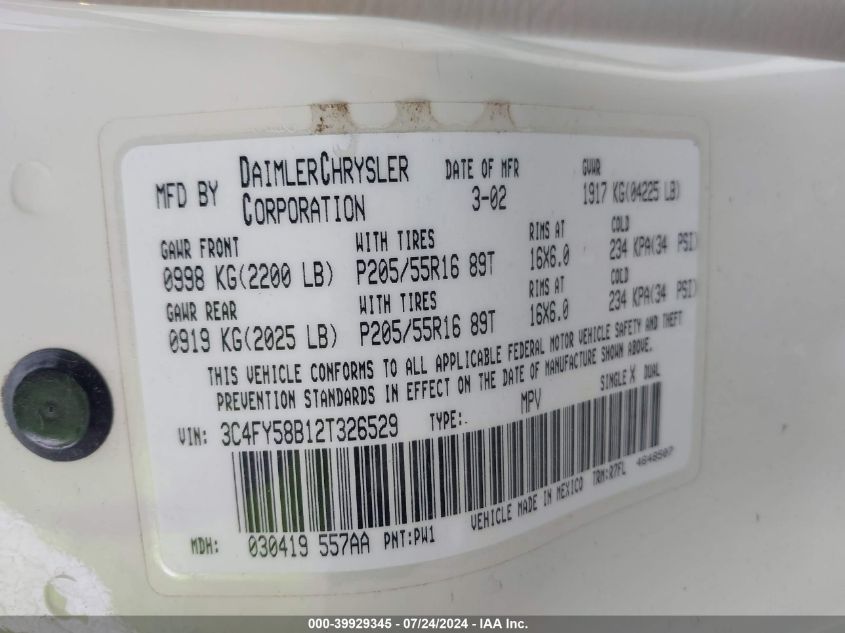 MFD BY DAIMLERCHRYSLER CORPORATION DATE OF MFR 3-02 GVWR 1917 KG(04225 LB)
GAWR FRONT WITH TIRES RIMS AT COLD
0998 KG(2200 LB) P205/55R16 89T 16X6.0 234 KPA(34 PSI)
GAWR REAR WITH TIRES RIMS AT COLD
0919 KG(2025 LB) P205/55R16 89T 16X6.0 234 KPA(34 PSI)
THIS VEHICLE CONFORMS TO ALL APPLICABLE FEDERAL MOTOR VEHICLE SAFETY AND THEFT
PREVENTION STANDARDS IN EFFECT ON THE DATE OF MANUFACTURE SHOWN ABOVE.
VIN: 3C4FY58B12T326529 TYPE: MPV SINGLE X DUAL
VEHICLE MADE IN MEXICO TRM:R7FL 4648507
MDH: 030419 557AA PNT:PW1
000-39929345 - 07/24/2024 - IAA Inc.